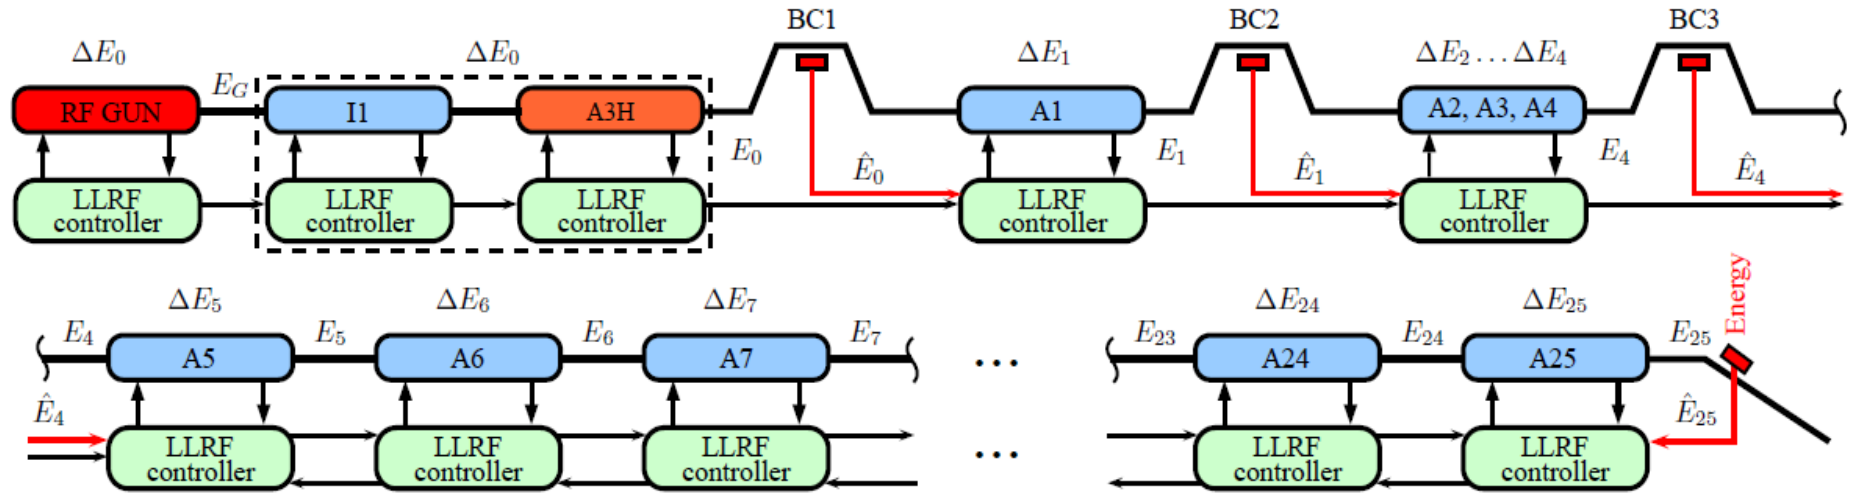 BC1
BC2
BC3
ΔE₀
ΔE₀
ΔE₁
ΔE₂ … ΔE₄
E_G
RF GUN
I1
A3H
A1
A2, A3, A4
E₀
Ê₀
E₁
Ê₁
E₄
Ê₄
LLRF
controller
LLRF
controller
LLRF
controller
LLRF
controller
LLRF
controller
ΔE₅
ΔE₆
ΔE₇
ΔE₂₄
ΔE₂₅
Energy
E₄
A5
E₅
A6
E₆
A7
E₇
...
E₂₃
A24
E₂₄
A25
E₂₅
Ê₄
Ê₂₅
LLRF
controller
LLRF
controller
LLRF
controller
...
LLRF
controller
LLRF
controller